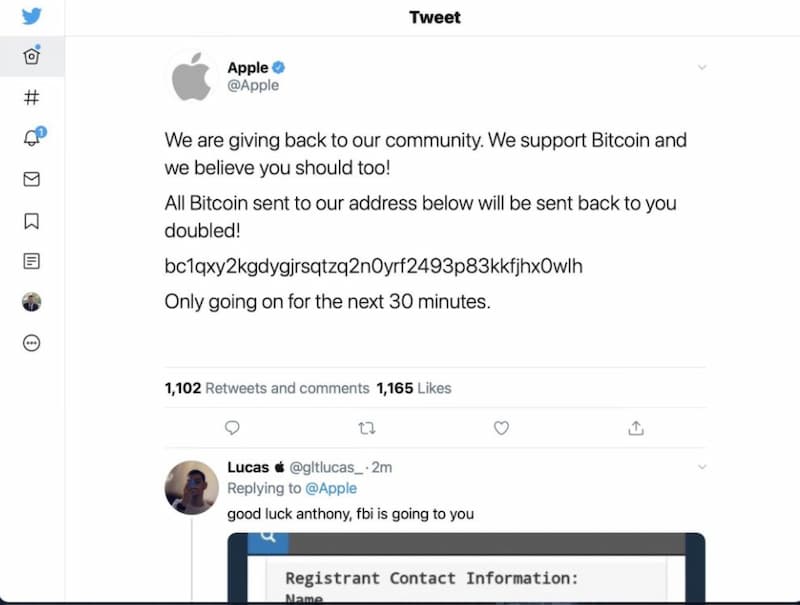 Tweet
Apple
@Apple
We are giving back to our community. We support Bitcoin and
we believe you should too!
All Bitcoin sent to our address below will be sent back to you
doubled!
bc1qxy2kgdygjrsqtzq2n0yrf2493p83kkfjhx0wlh
Only going on for the next 30 minutes.
1,102 Retweets and comments 1,165 Likes
1
Lucas @gltlucas_ · 2m
Replying to @Apple
good luck anthony, fbi is going to you
Registrant Contact Information:
Name